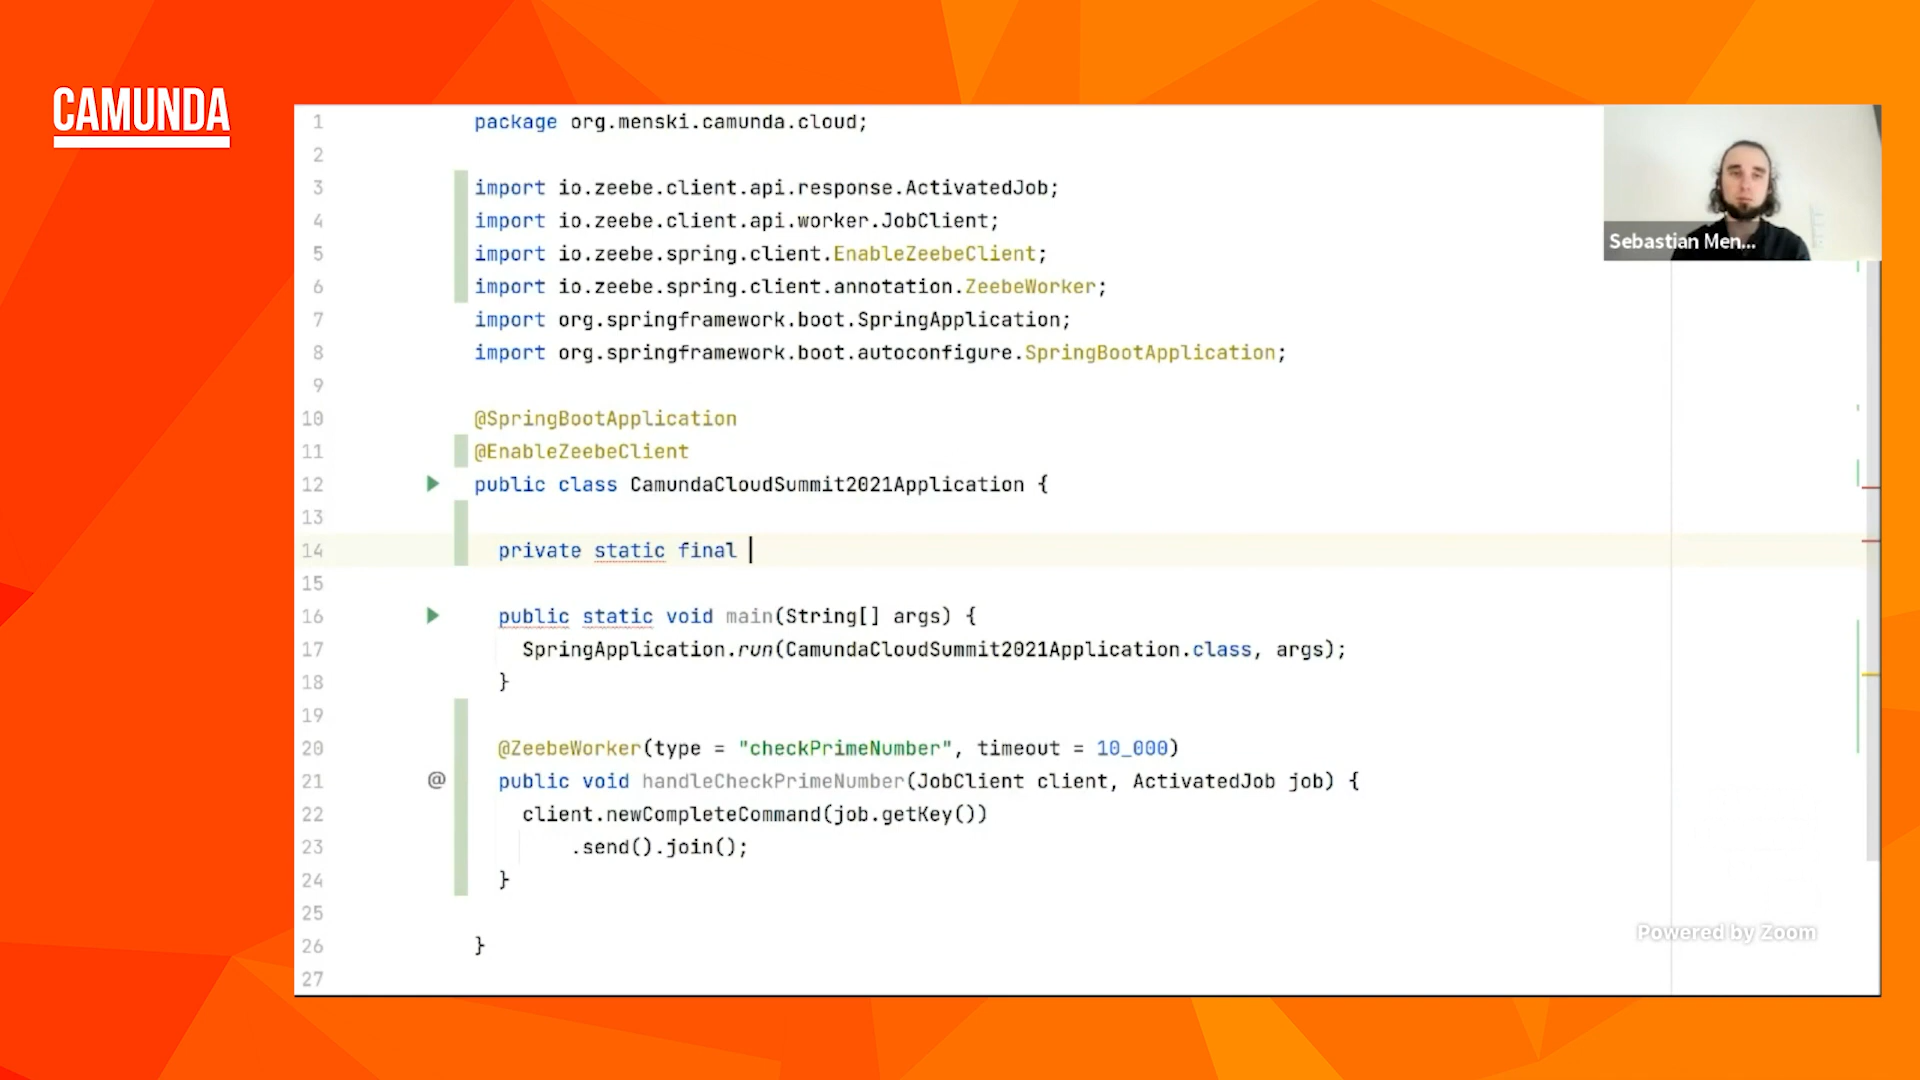 CAMUNDA
1 package org.menski.camunda.cloud;
2
3 import io.zeebe.client.api.response.ActivatedJob;
4 import io.zeebe.client.api.worker.JobClient;
5 import io.zeebe.spring.client.EnableZeebeClient;
6 import io.zeebe.spring.client.annotation.ZeebeWorker;
7 import org.springframework.boot.SpringApplication;
8 import org.springframework.boot.autoconfigure.SpringBootApplication;
9
10 @SpringBootApplication
11 @EnableZeebeClient
12 public class CamundaCloudSummit2021Application {
13
14 private static final
15
16 public static void main(String[] args) {
17 SpringApplication.run(CamundaCloudSummit2021Application.class, args);
18 }
19
20 @ZeebeWorker(type = "checkPrimeNumber", timeout = 10_000)
21 @ public void handleCheckPrimeNumber(JobClient client, ActivatedJob job) {
22 client.newCompleteCommand(job.getKey())
23 .send().join();
24 }
25
26 }
27
Sebastian Men...
Powered by Zoom